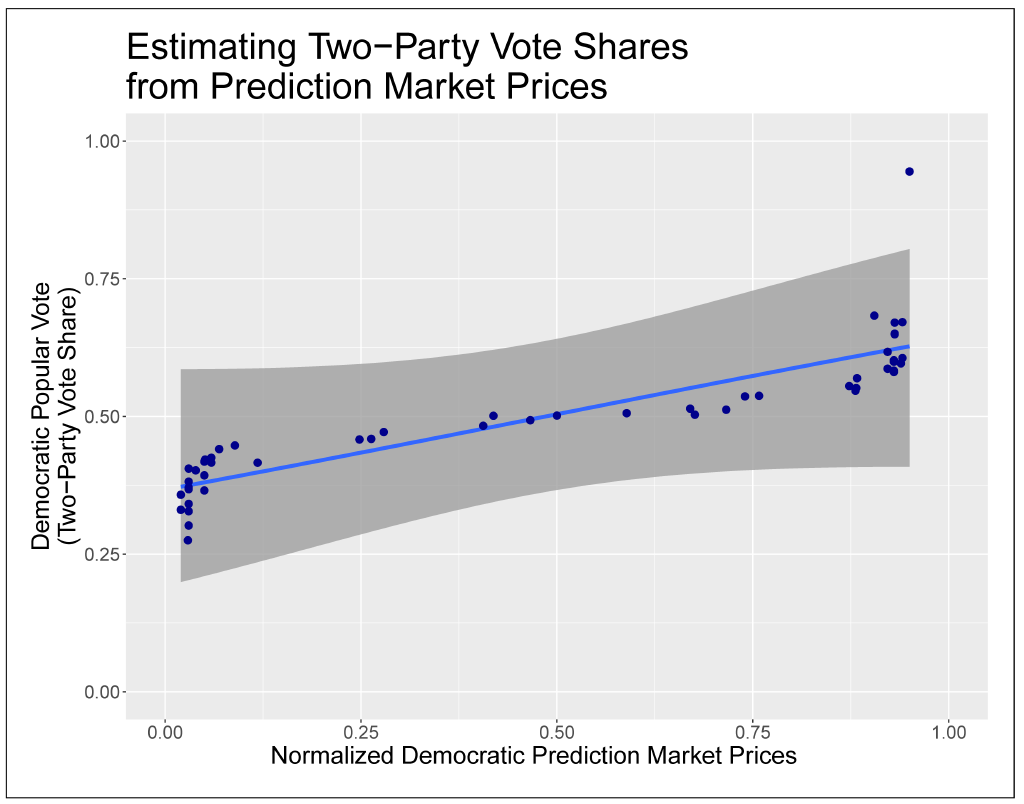 Estimating Two−Party Vote Shares
from Prediction Market Prices
Democratic Popular Vote
(Two−Party Vote Share)
1.00
0.75
0.50
0.25
0.00
0.00 0.25 0.50 0.75 1.00
Normalized Democratic Prediction Market Prices